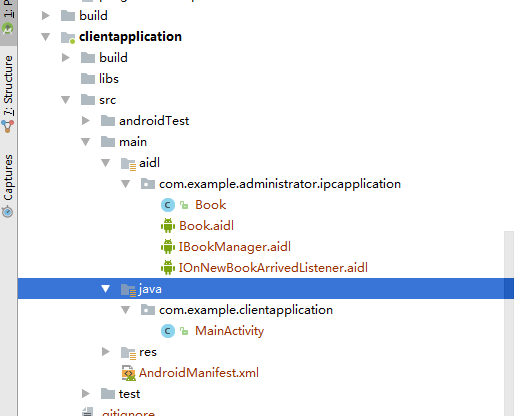 build
clientapplication
build
libs
src
androidTest
main
aidl
com.example.administrator.ipcapplication
Book
Book.aidl
IBookManager.aidl
IOnNewBookArrivedListener.aidl
java
com.example.clientapplication
MainActivity
res
AndroidManifest.xml
test
.gitignore
7: Structure
Captures